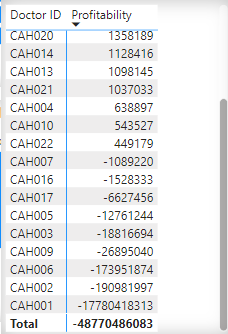 Doctor ID Profitability
CAH020 1358189
CAH014 1128416
CAH013 1098145
CAH021 1037033
CAH004 638897
CAH010 543527
CAH022 449179
CAH007 -1089220
CAH016 -1528333
CAH017 -6627456
CAH005 -12761244
CAH003 -18816694
CAH009 -26895040
CAH006 -173951874
CAH002 -190981997
CAH001 -17780418313
Total -48770486083